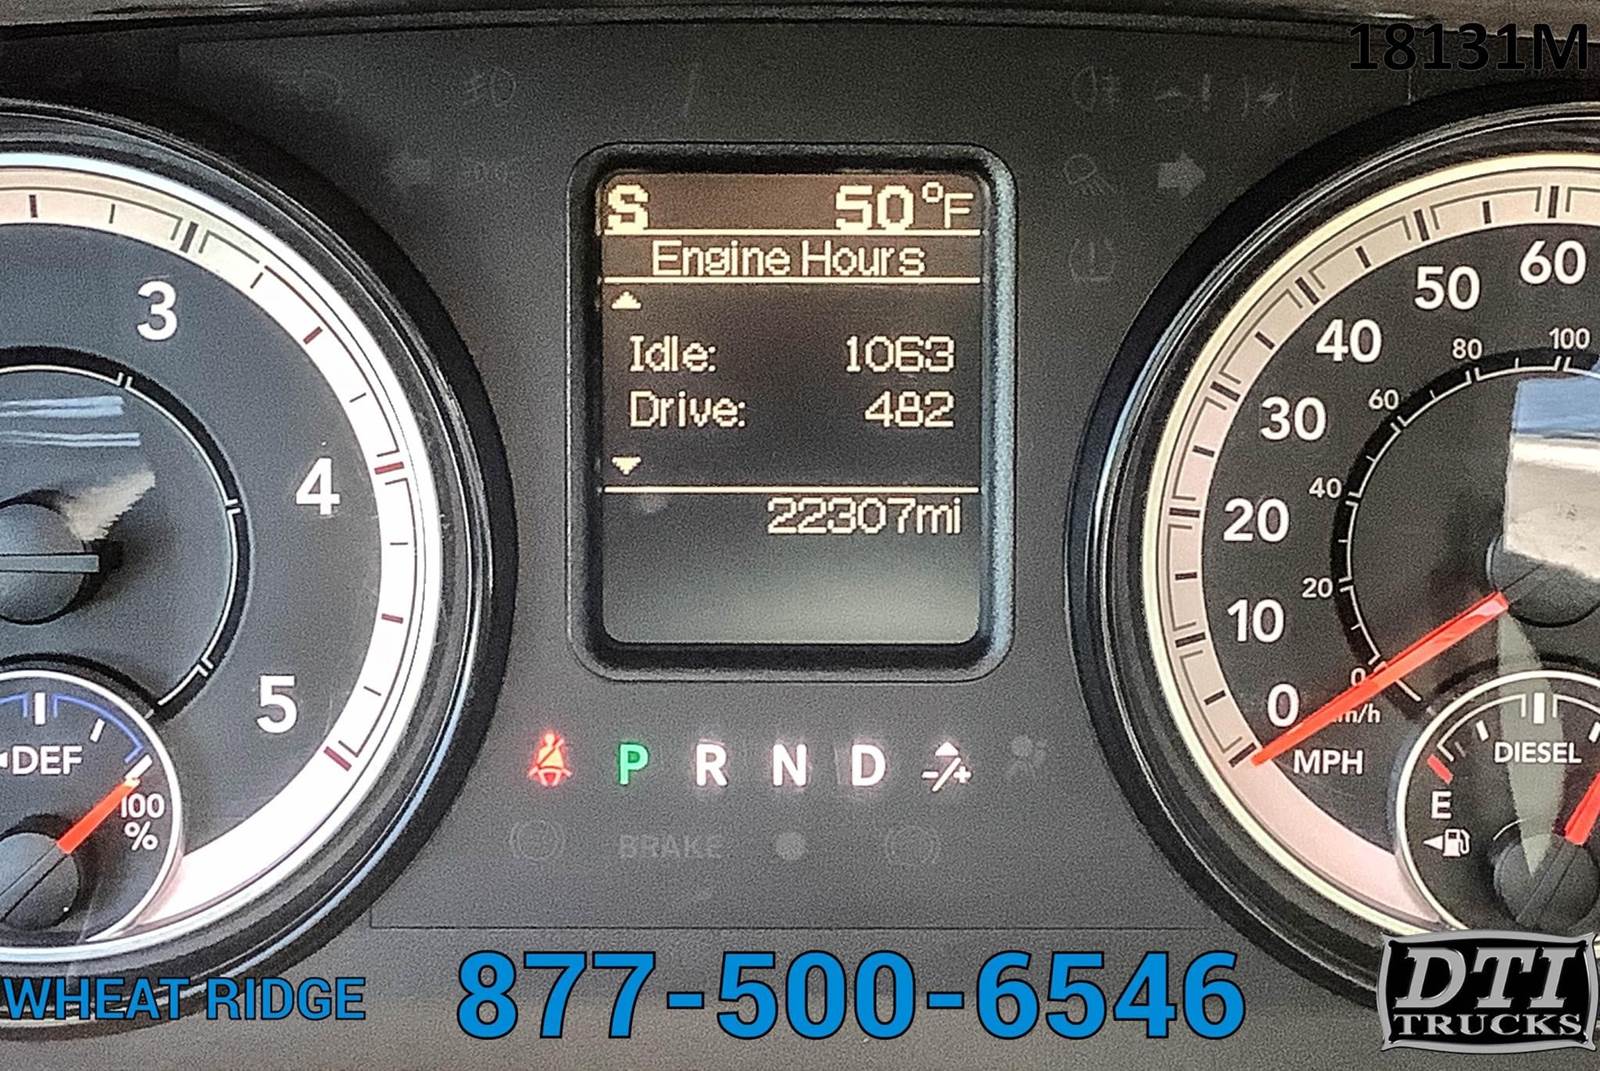 18131M
S 50°F
Engine Hours
Idle: 1063
Drive: 482
22307mi
3
4
5
DEF
100
%
60
50
40
30
20
10
0
100
80
60
40
20
0
km/h
MPH
DIESEL
E
P R N D -/+
BRAKE
WHEAT RIDGE 877-500-6546
DTI
TRUCKS